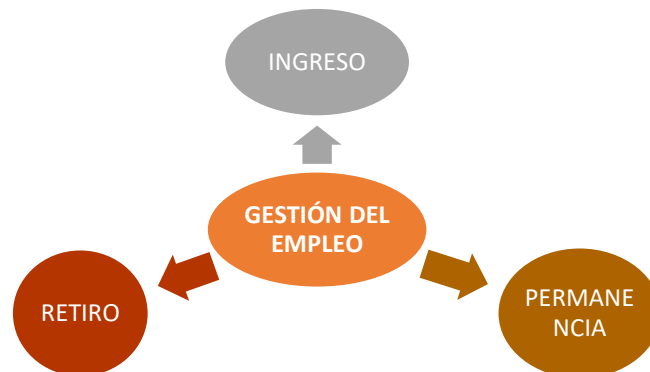 INGRESO
GESTIÓN DEL
EMPLEO
RETIRO
PERMANE
NCIA